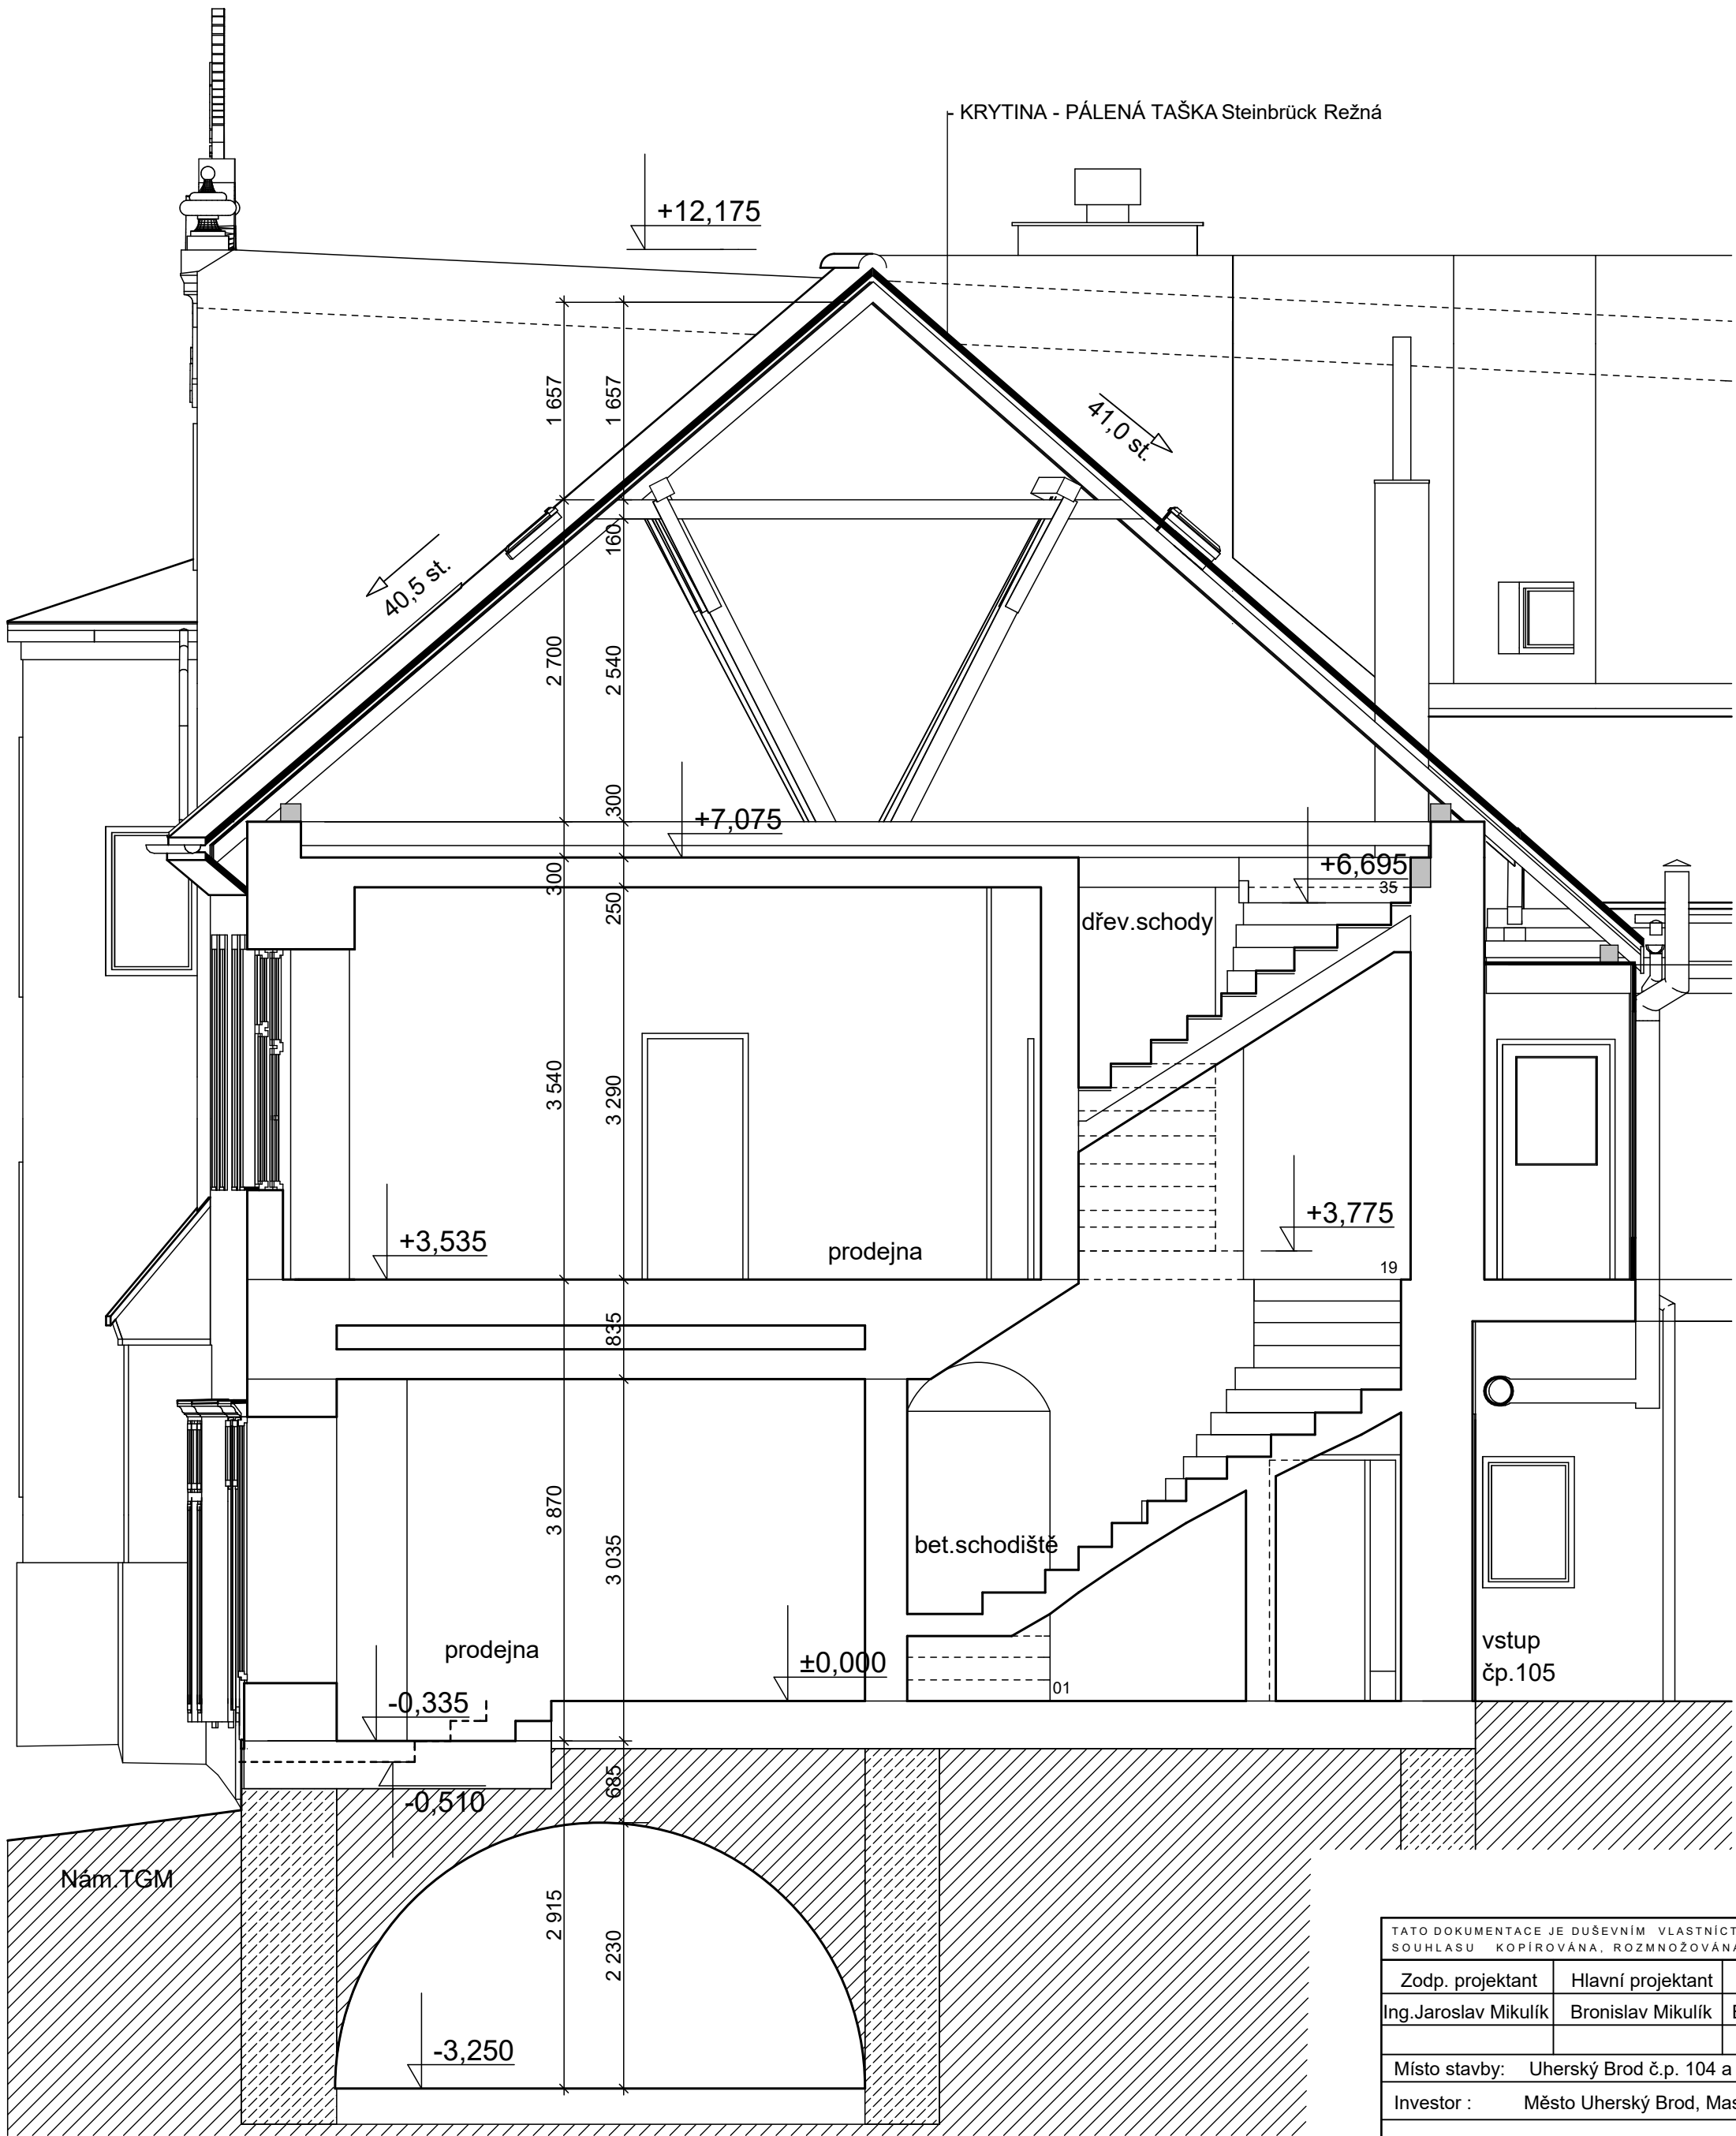 - KRYTINA - PÁLENÁ TAŠKA Steinbrück Režná
+12,175
1 657
1 657
41,0 st.
40,5 st.
160
2 700
2 540
300
+7,075
+6,695
35
300
250
dřev.schody
3 540
3 290
+3,775
+3,535
prodejna
19
835
3 870
3 035
bet.schodiště
prodejna
±0,000
01
vstup
čp.105
-0,335
-0,510
685
Nám.TGM
2 915
2 230
-3,250
TATO DOKUMENTACE JE DUŠEVNÍM VLASTNICT
SOUHLASU KOPÍROVÁNA, ROZMNOŽOVÁNA
Zodp. projektant
Hlavní projektant
Ing.Jaroslav Mikulík
Bronislav Mikulík
Místo stavby: Uherský Brod č.p. 104 a
Investor : Město Uherský Brod, Mas